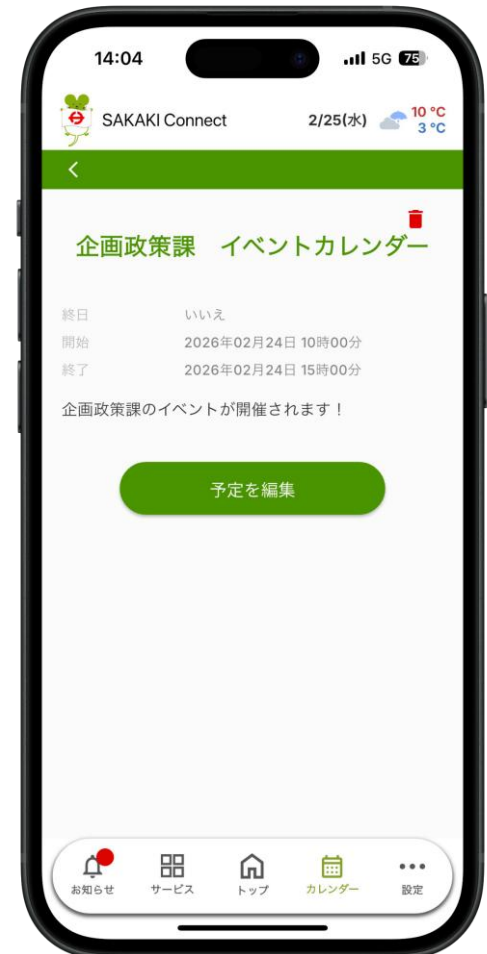 14:04 5G 75
SAKAKI Connect 2/25(水) 10 °C
3 °C
企画政策課 イベントカレンダー
終日 いいえ
開始 2026年02月24日 10時00分
終了 2026年02月24日 15時00分
企画政策課のイベントが開催されます！
予定を編集
お知らせ サービス トップ カレンダー 設定